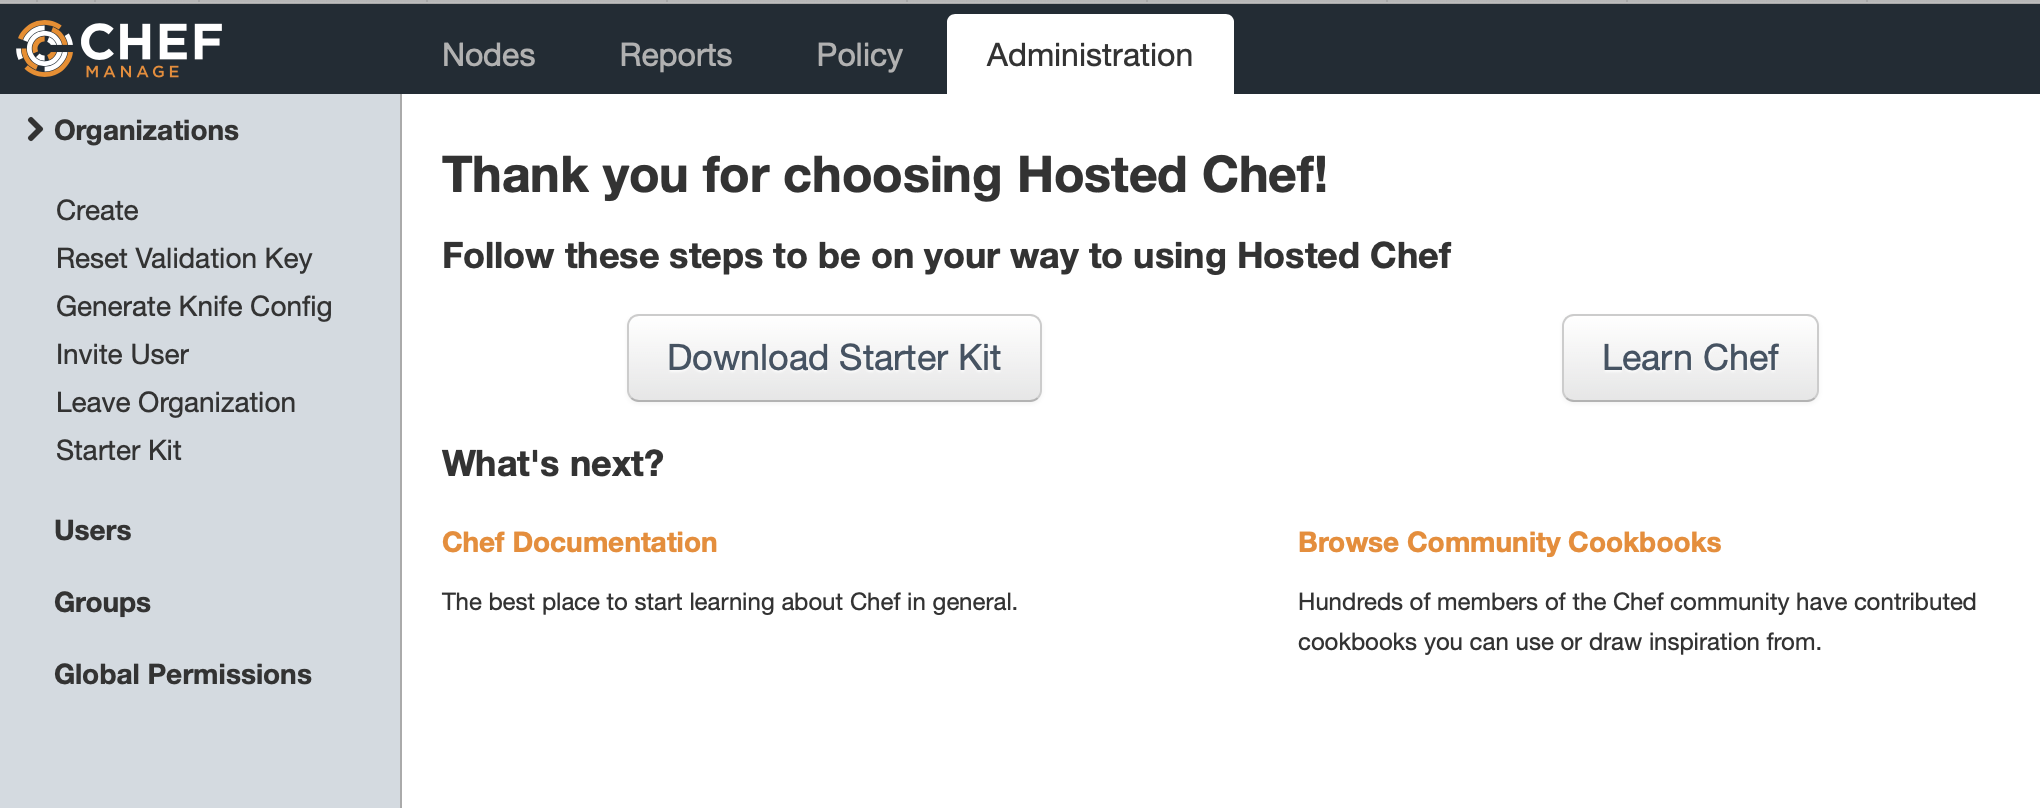 CHEF
MANAGE
Nodes Reports Policy Administration
Organizations
Create
Reset Validation Key
Generate Knife Config
Invite User
Leave Organization
Starter Kit
Users
Groups
Global Permissions
Thank you for choosing Hosted Chef!
Follow these steps to be on your way to using Hosted Chef
Download Starter Kit
Learn Chef
What's next?
Chef Documentation
The best place to start learning about Chef in general.
Browse Community Cookbooks
Hundreds of members of the Chef community have contributed
cookbooks you can use or draw inspiration from.